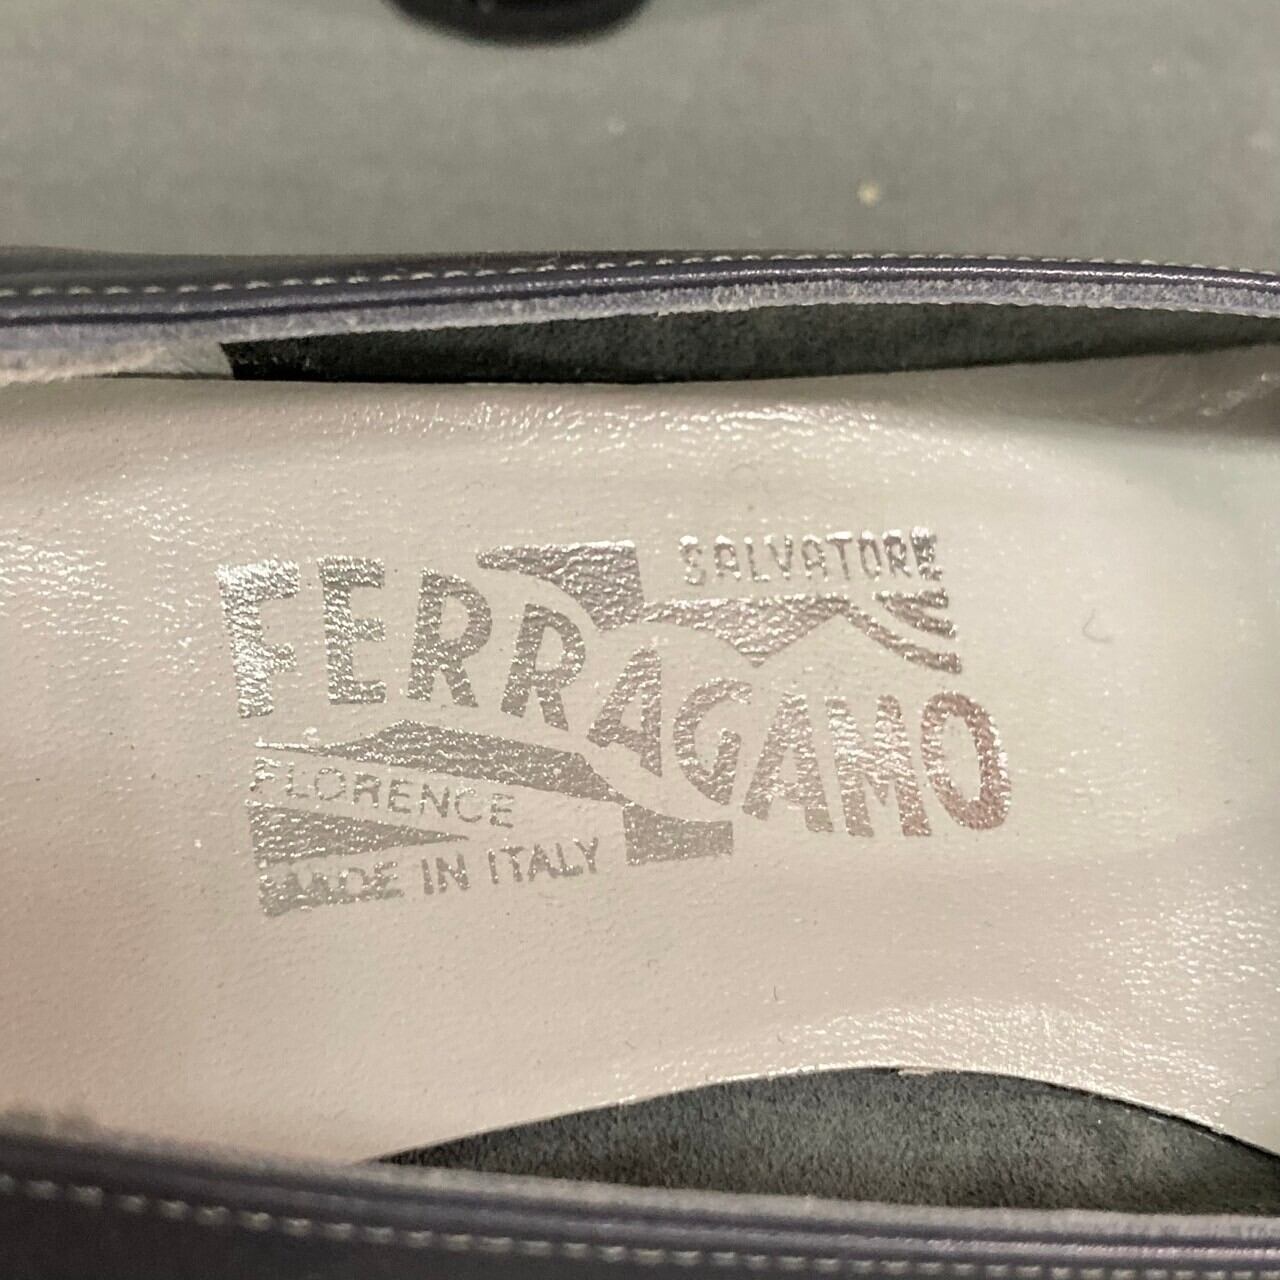 SALVATORE
FERRAGAMO
FLORENCE
MADE IN ITALY